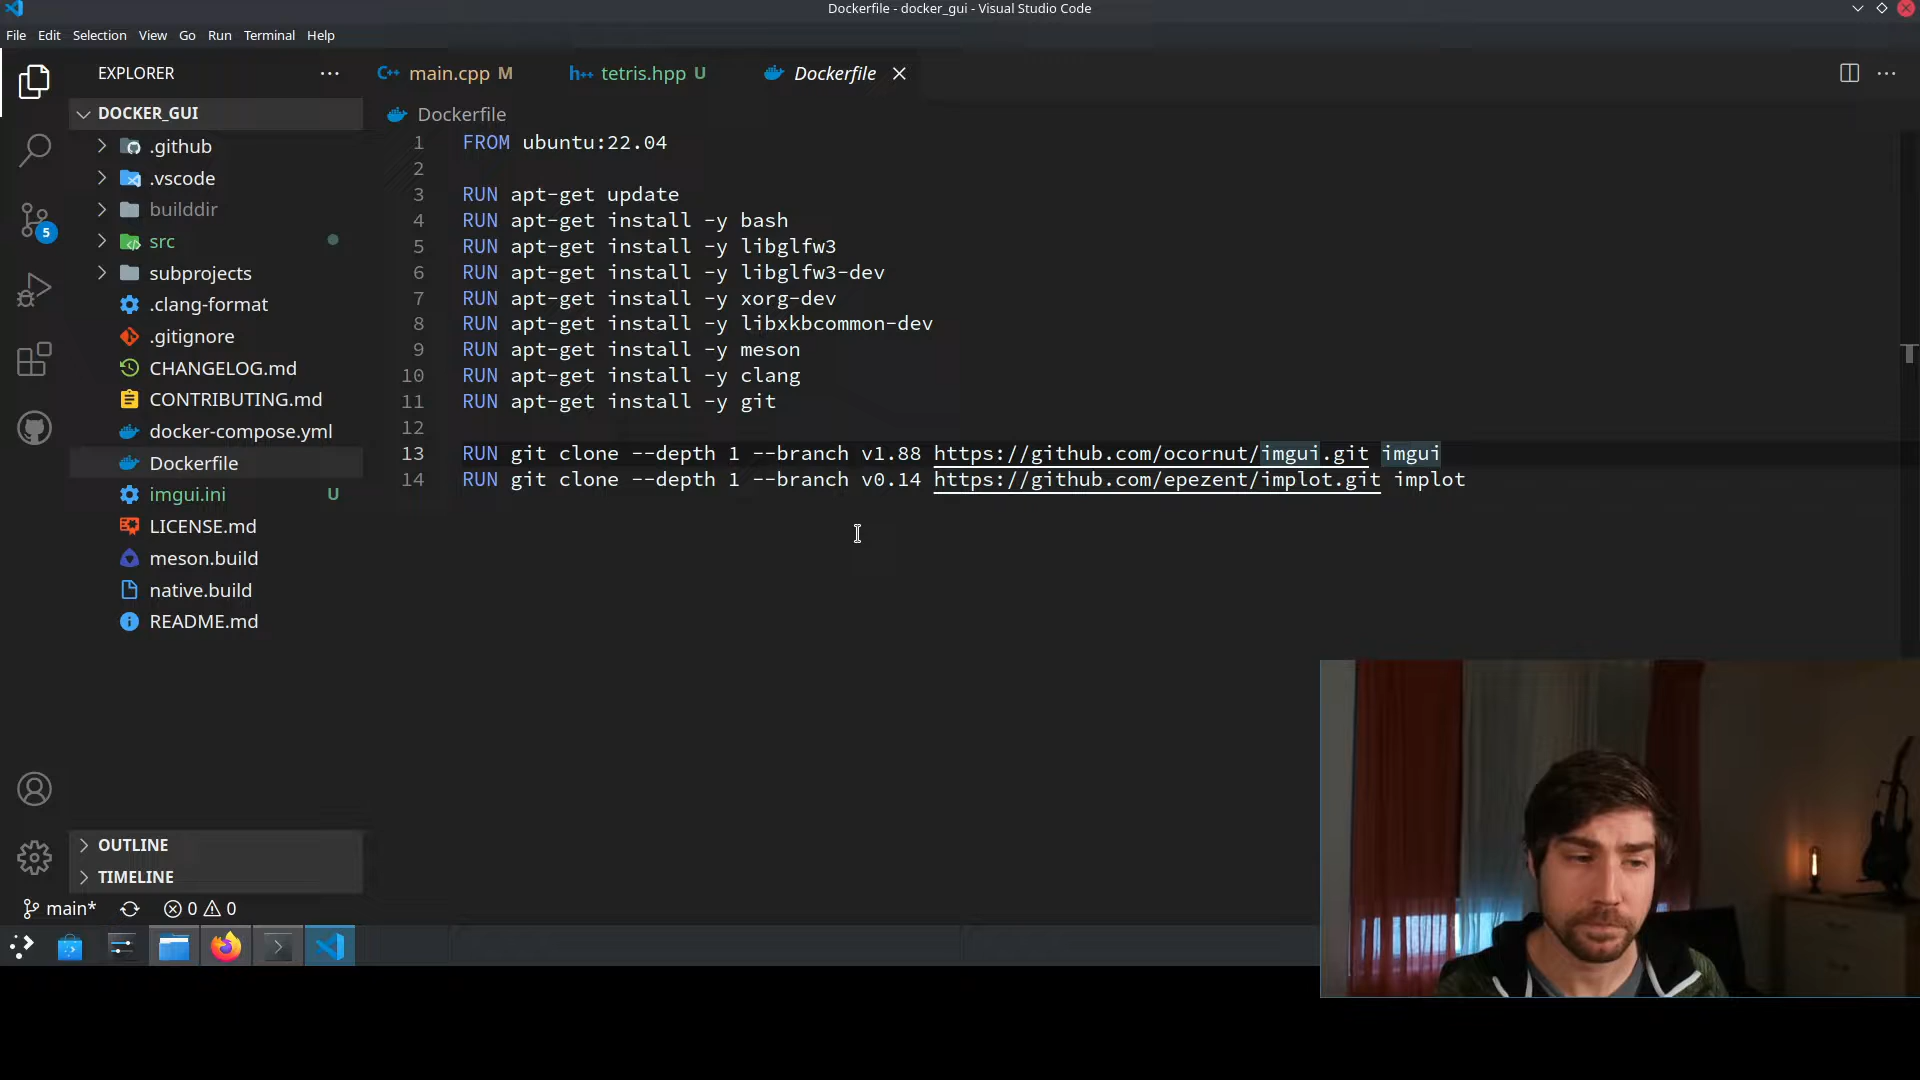 Dockerfile - docker_gui - Visual Studio Code
File Edit Selection View Go Run Terminal Help
EXPLORER
main.cpp M
tetris.hpp U
Dockerfile
DOCKER_GUI
.github
.vscode
builddir
src
subprojects
.clang-format
.gitignore
CHANGELOG.md
CONTRIBUTING.md
docker-compose.yml
Dockerfile
imgui.ini U
LICENSE.md
meson.build
native.build
README.md
5
OUTLINE
TIMELINE
main* 0 0
Dockerfile
1 FROM ubuntu:22.04
2
3 RUN apt-get update
4 RUN apt-get install -y bash
5 RUN apt-get install -y libglfw3
6 RUN apt-get install -y libglfw3-dev
7 RUN apt-get install -y xorg-dev
8 RUN apt-get install -y libxkbcommon-dev
9 RUN apt-get install -y meson
10 RUN apt-get install -y clang
11 RUN apt-get install -y git
12
13 RUN git clone --depth 1 --branch v1.88 https://github.com/ocornut/imgui.git imgui
14 RUN git clone --depth 1 --branch v0.14 https://github.com/epezent/implot.git implot